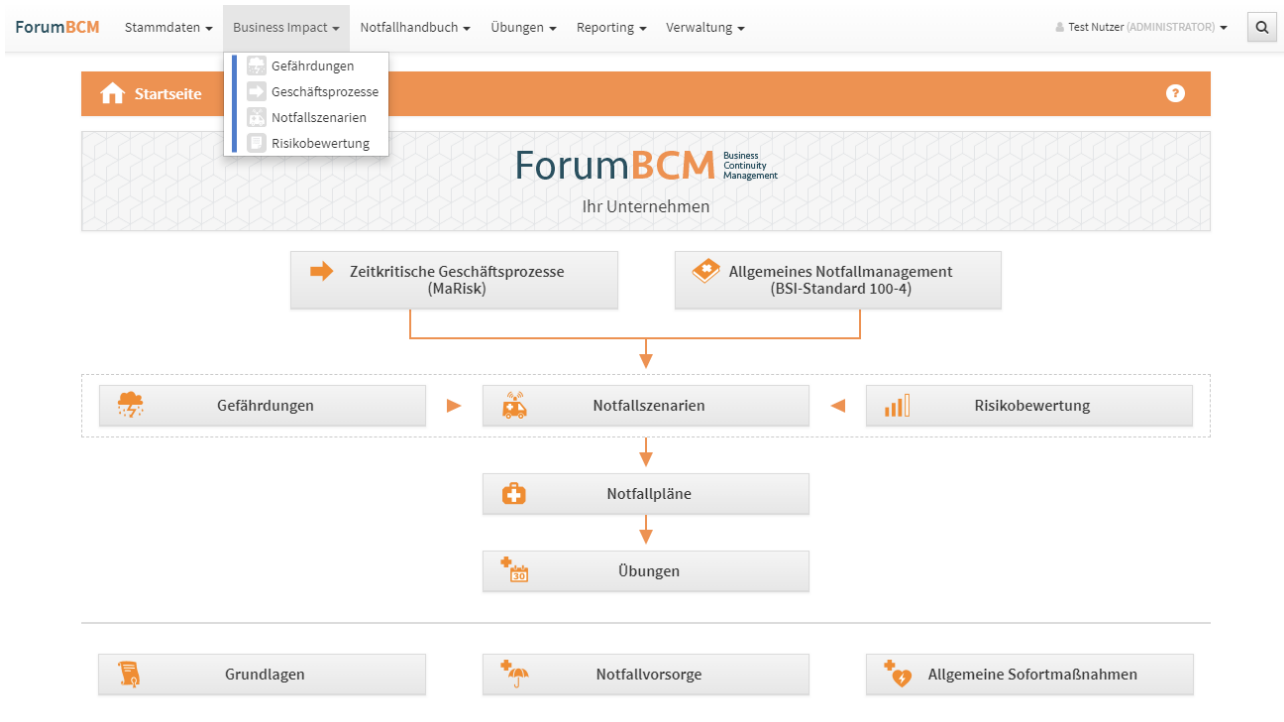 ForumBCM Stammdaten Business Impact Notfallhandbuch Übungen Reporting Verwaltung Test Nutzer (ADMINISTRATOR)
Gefährdungen
Geschäftsprozesse
Notfallszenarien
Risikobewertung
Startseite ?
ForumBCM Business
Continuity
Management
Ihr Unternehmen
Zeitkritische Geschäftsprozesse
(MaRisk)
Allgemeines Notfallmanagement
(BSI-Standard 100-4)
Gefährdungen Notfallszenarien Risikobewertung
Notfallpläne
30 Übungen
Grundlagen Notfallvorsorge Allgemeine Sofortmaßnahmen